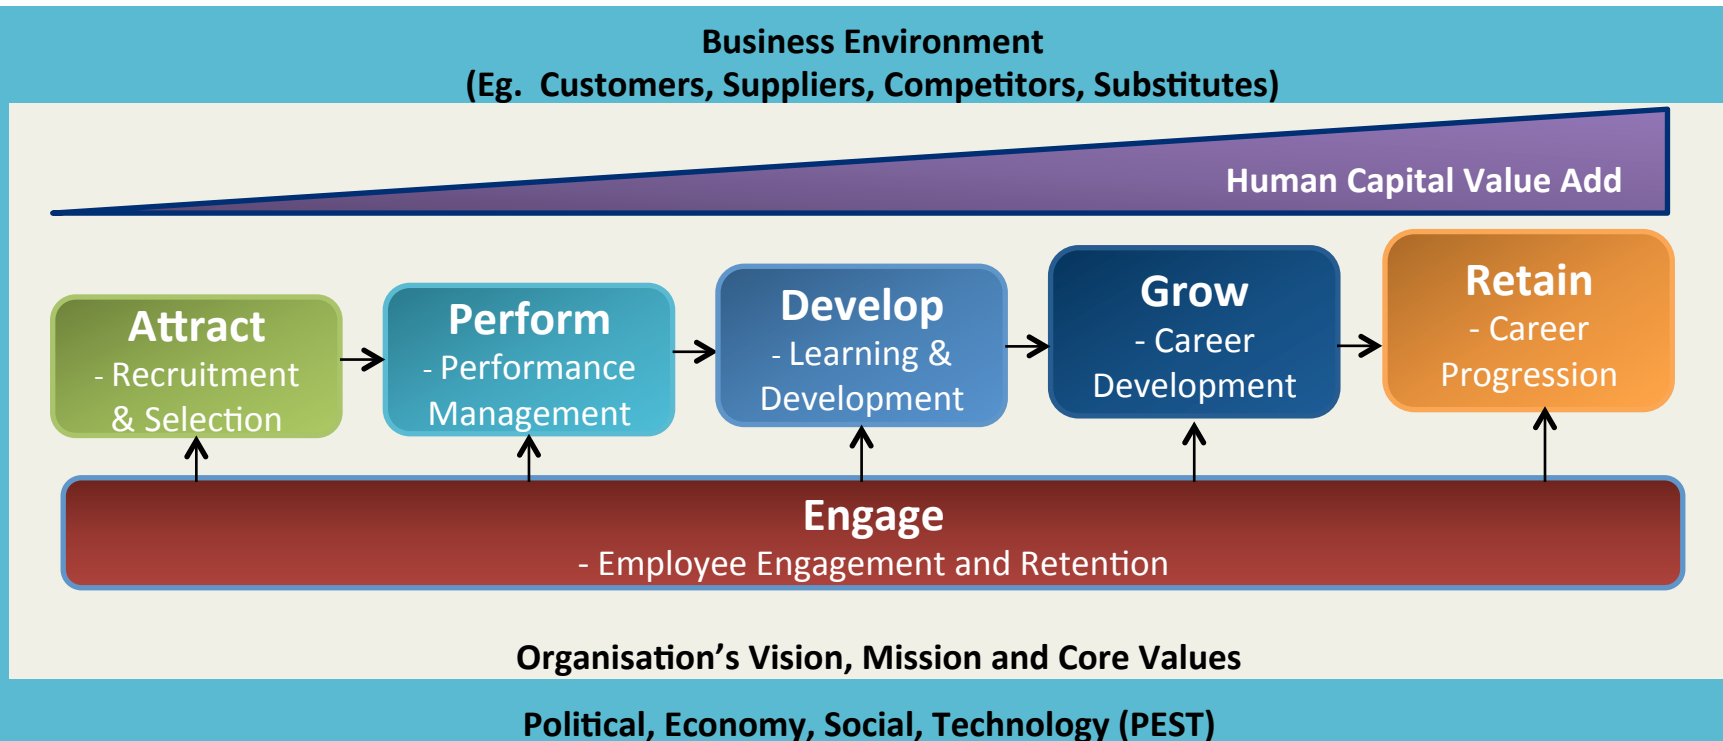 Business Environment
(Eg.  Customers, Suppliers, Competitors, Substitutes)
Human Capital Value Add
Attract
- Recruitment
& Selection
Perform
- Performance
Management
Develop
- Learning &
Development
Grow
- Career
Development
Retain
- Career
Progression
Engage
- Employee Engagement and Retention
Organisation’s Vision, Mission and Core Values
Political, Economy, Social, Technology (PEST)